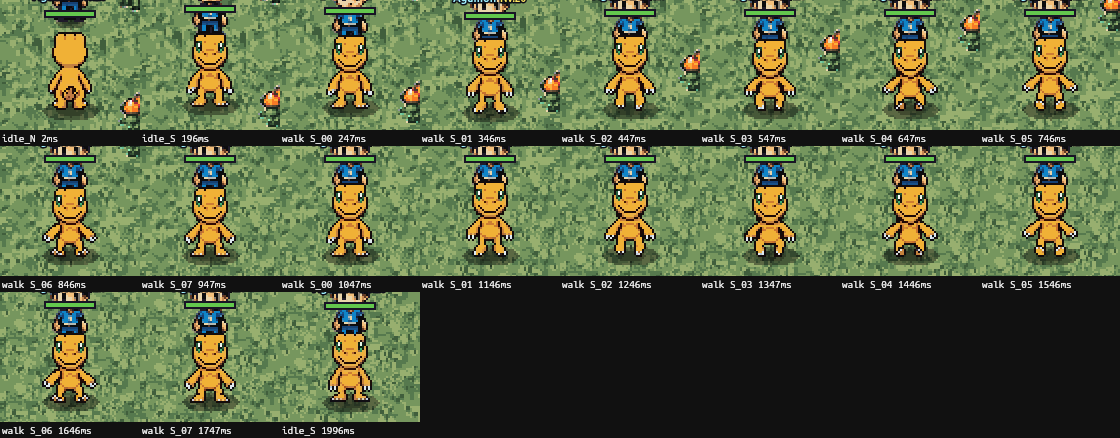 idle_N 2ms
idle_S 196ms
walk S_00 247ms
walk S_01 346ms
walk S_02 447ms
walk S_03 547ms
walk S_04 647ms
walk S_05 746ms
walk S_06 846ms
walk S_07 947ms
walk S_00 1047ms
walk S_01 1146ms
walk S_02 1246ms
walk S_03 1347ms
walk S_04 1446ms
walk S_05 1546ms
walk S_06 1646ms
walk S_07 1747ms
idle_S 1996ms